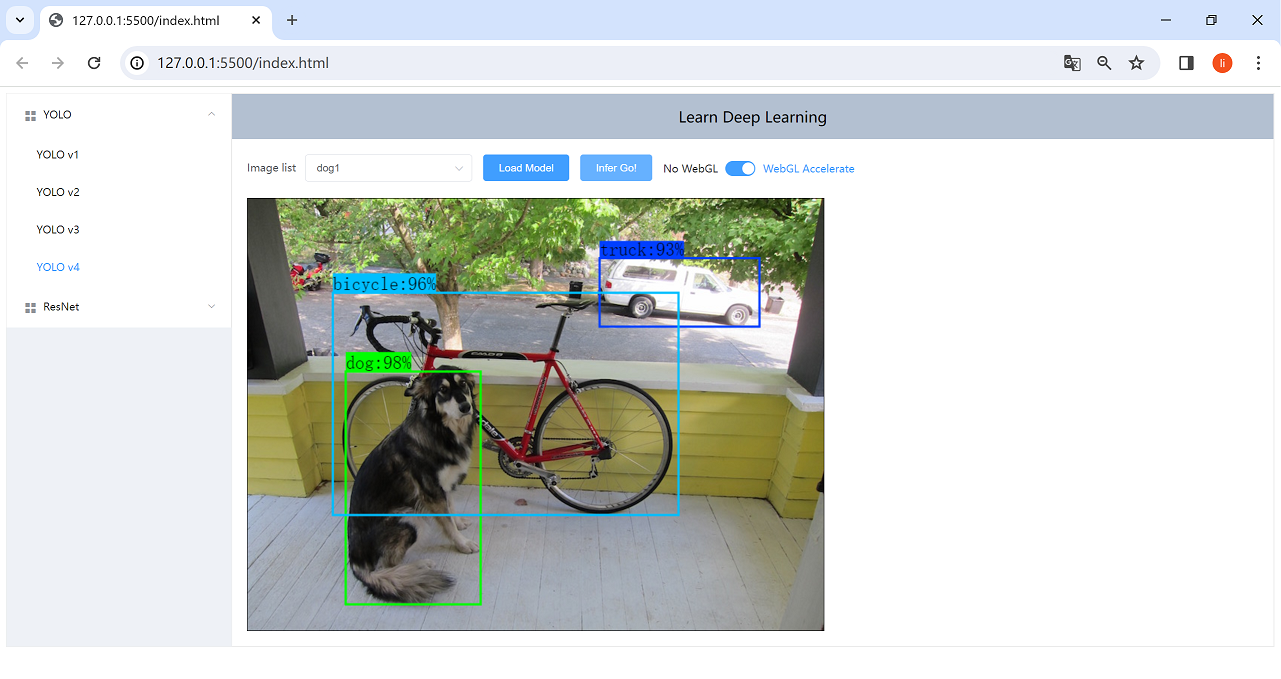 127.0.0.1:5500/index.html
127.0.0.1:5500/index.html
li
YOLO
YOLO v1
YOLO v2
YOLO v3
YOLO v4
ResNet
Learn Deep Learning
Image list dog1 Load Model Infer Go! No WebGL WebGL Accelerate
truck:93%
bicycle:96%
dog:98%